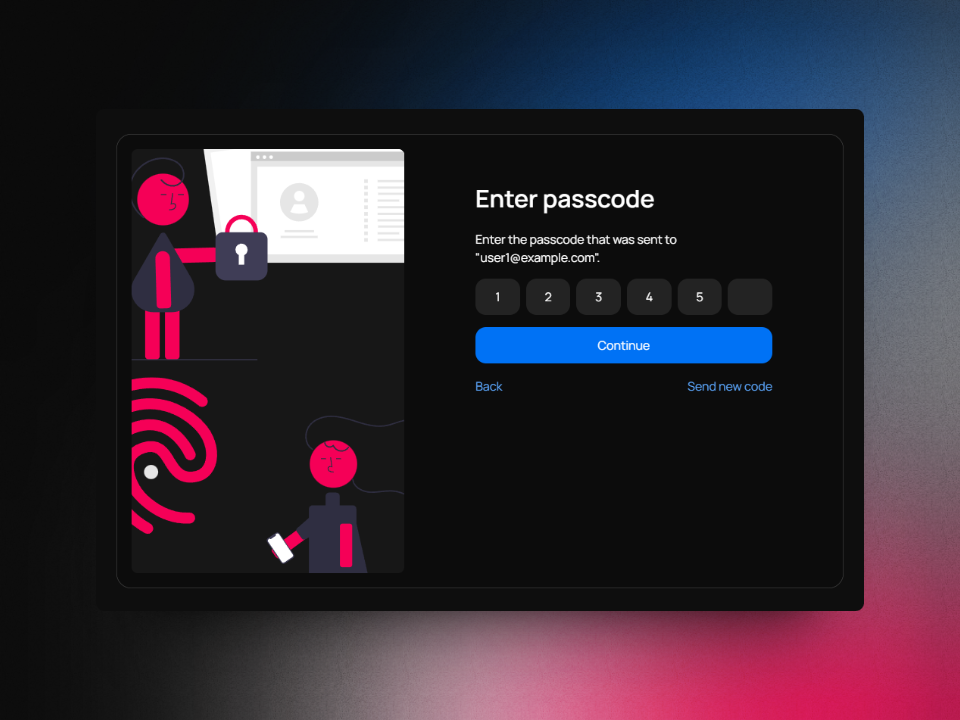 Enter passcode
Enter the passcode that was sent to
"user1@example.com".
1 2 3 4 5
Continue
Back Send new code